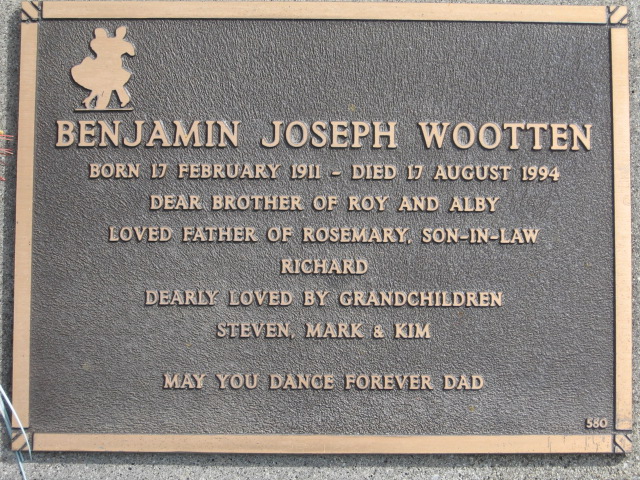 BENJAMIN JOSEPH WOOTTEN
BORN 17 FEBRUARY 1911 - DIED 17 AUGUST 1994
DEAR BROTHER OF ROY AND ALBY
LOVED FATHER OF ROSEMARY, SON-IN-LAW
RICHARD
DEARLY LOVED BY GRANDCHILDREN
STEVEN, MARK & KIM
MAY YOU DANCE FOREVER DAD
580